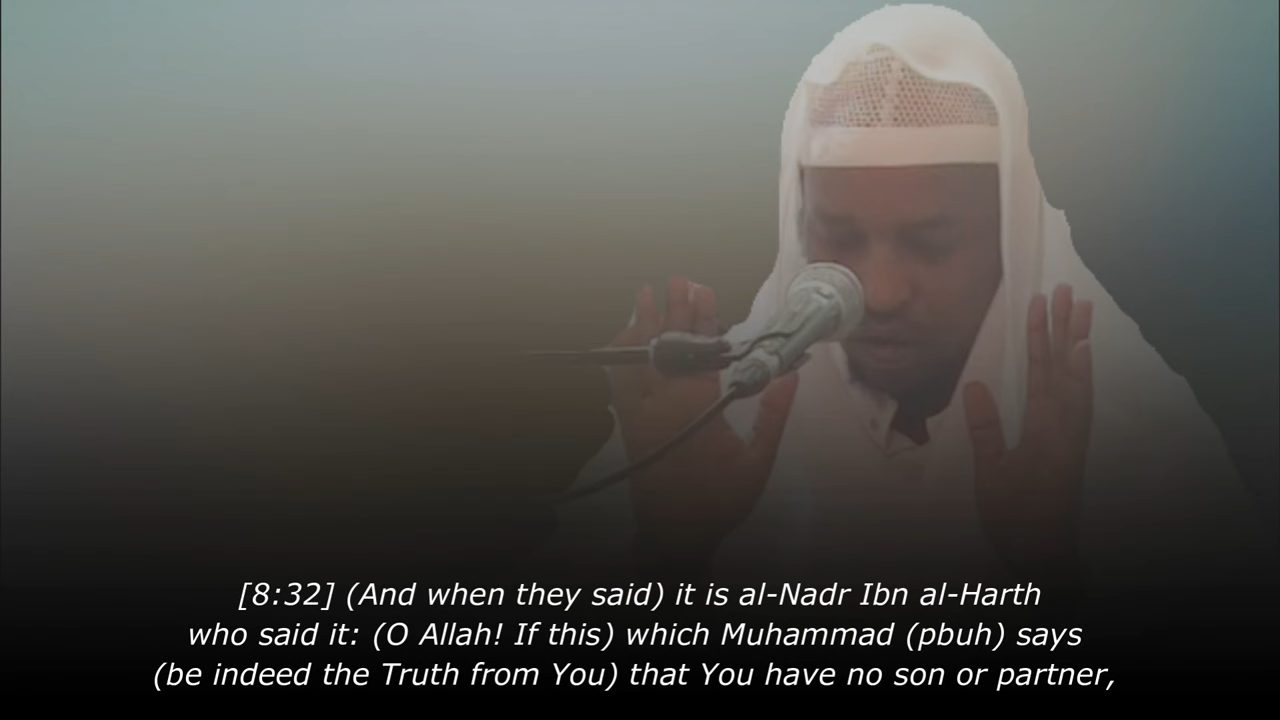 [8:32] (And when they said) it is al-Nadr Ibn al-Harth
who said it: (O Allah! If this) which Muhammad (pbuh) says
(be indeed the Truth from You) that You have no son or partner,